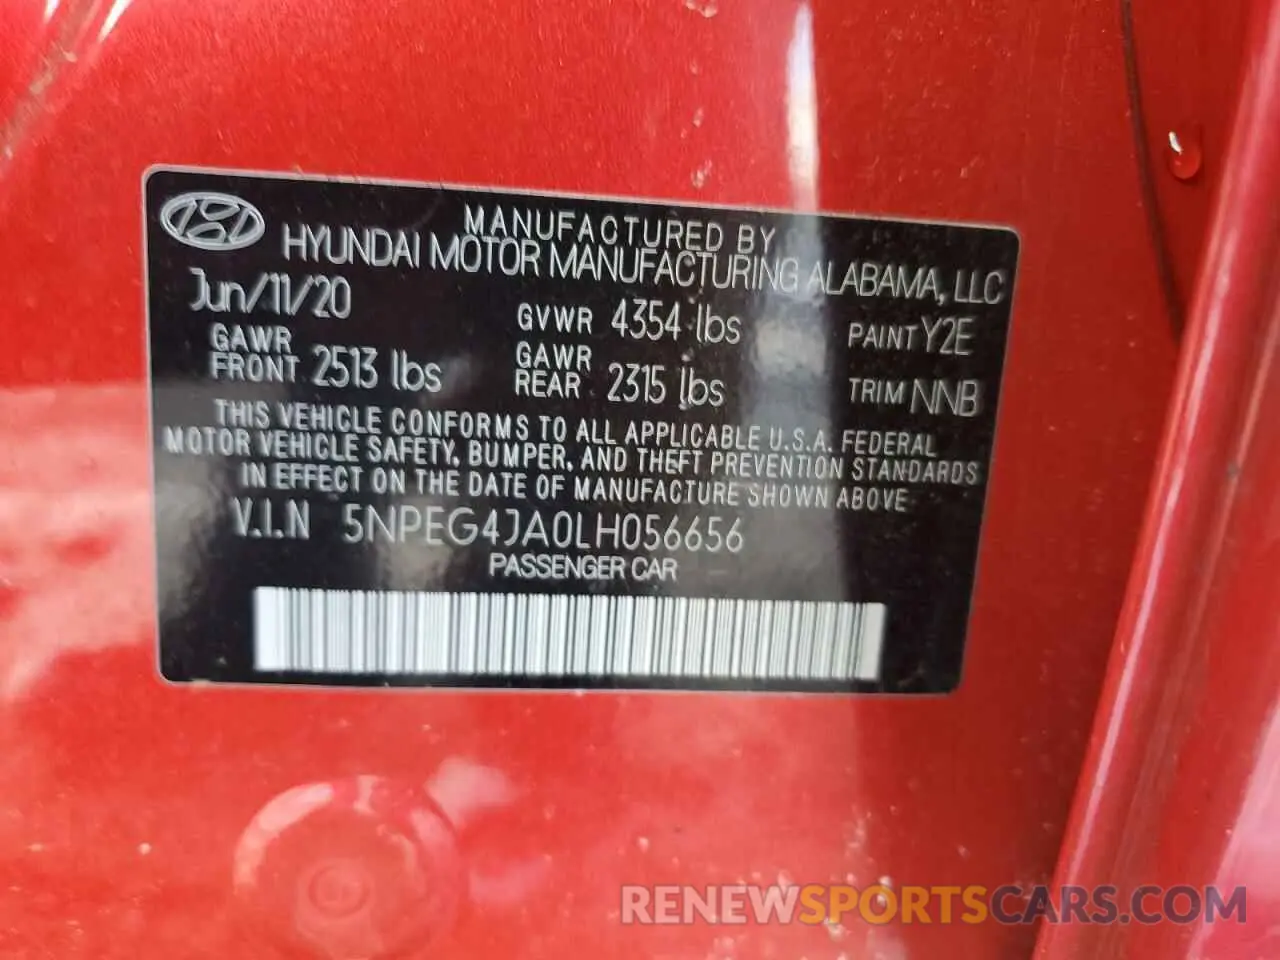 MANUFACTURED BY
HYUNDAI MOTOR MANUFACTURING ALABAMA, LLC
Jun/11/20 GVWR 4354 lbs PAINT Y2E
GAWR FRONT 2513 lbs GAWR REAR 2315 lbs TRIM NNB
THIS VEHICLE CONFORMS TO ALL APPLICABLE U.S.A. FEDERAL
MOTOR VEHICLE SAFETY, BUMPER, AND THEFT PREVENTION STANDARDS
IN EFFECT ON THE DATE OF MANUFACTURE SHOWN ABOVE
V.I.N 5NPEG4JA0LH056656
PASSENGER CAR
RENEWSPORTSCARS.COM